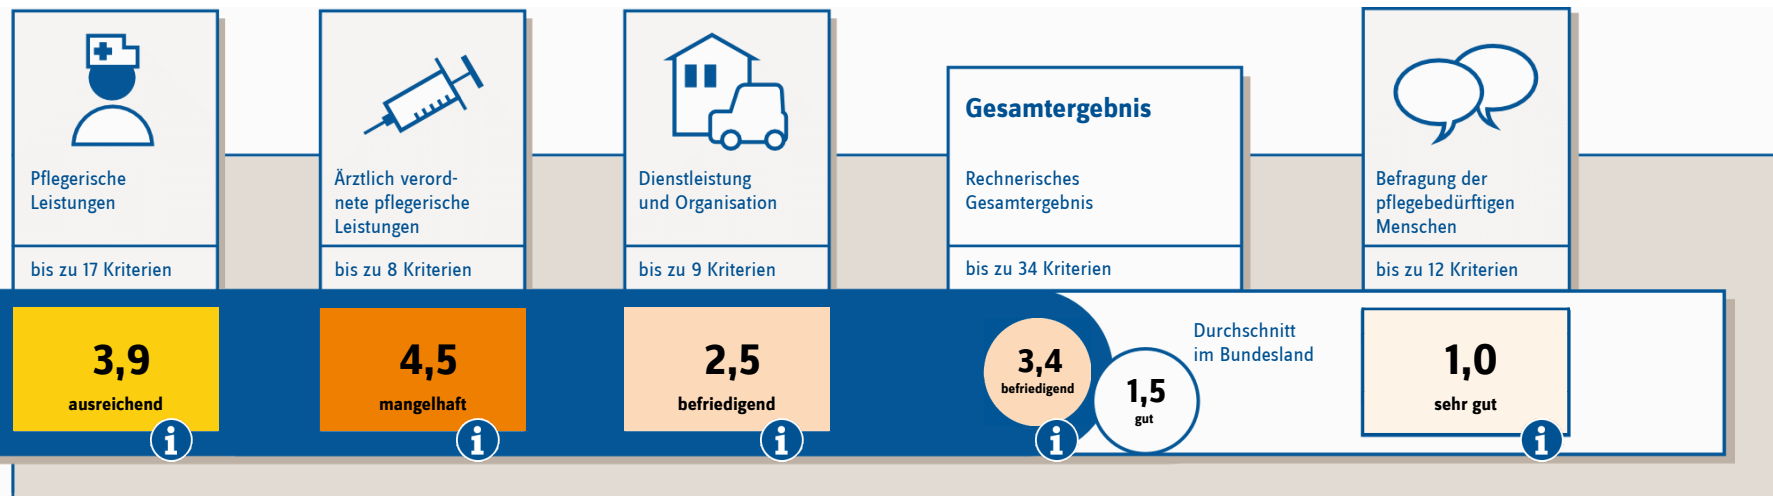 Pflegerische
Leistungen
bis zu 17 Kriterien
3,9
ausreichend
i
Ärztlich verord-
nete pflegerische
Leistungen
bis zu 8 Kriterien
4,5
mangelhaft
i
Dienstleistung
und Organisation
bis zu 9 Kriterien
2,5
befriedigend
i
Gesamtergebnis
Rechnerisches
Gesamtergebnis
bis zu 34 Kriterien
3,4
befriedigend
i
1,5
gut
Durchschnitt
im Bundesland
Befragung der
pflegebedürftigen
Menschen
bis zu 12 Kriterien
1,0
sehr gut
i